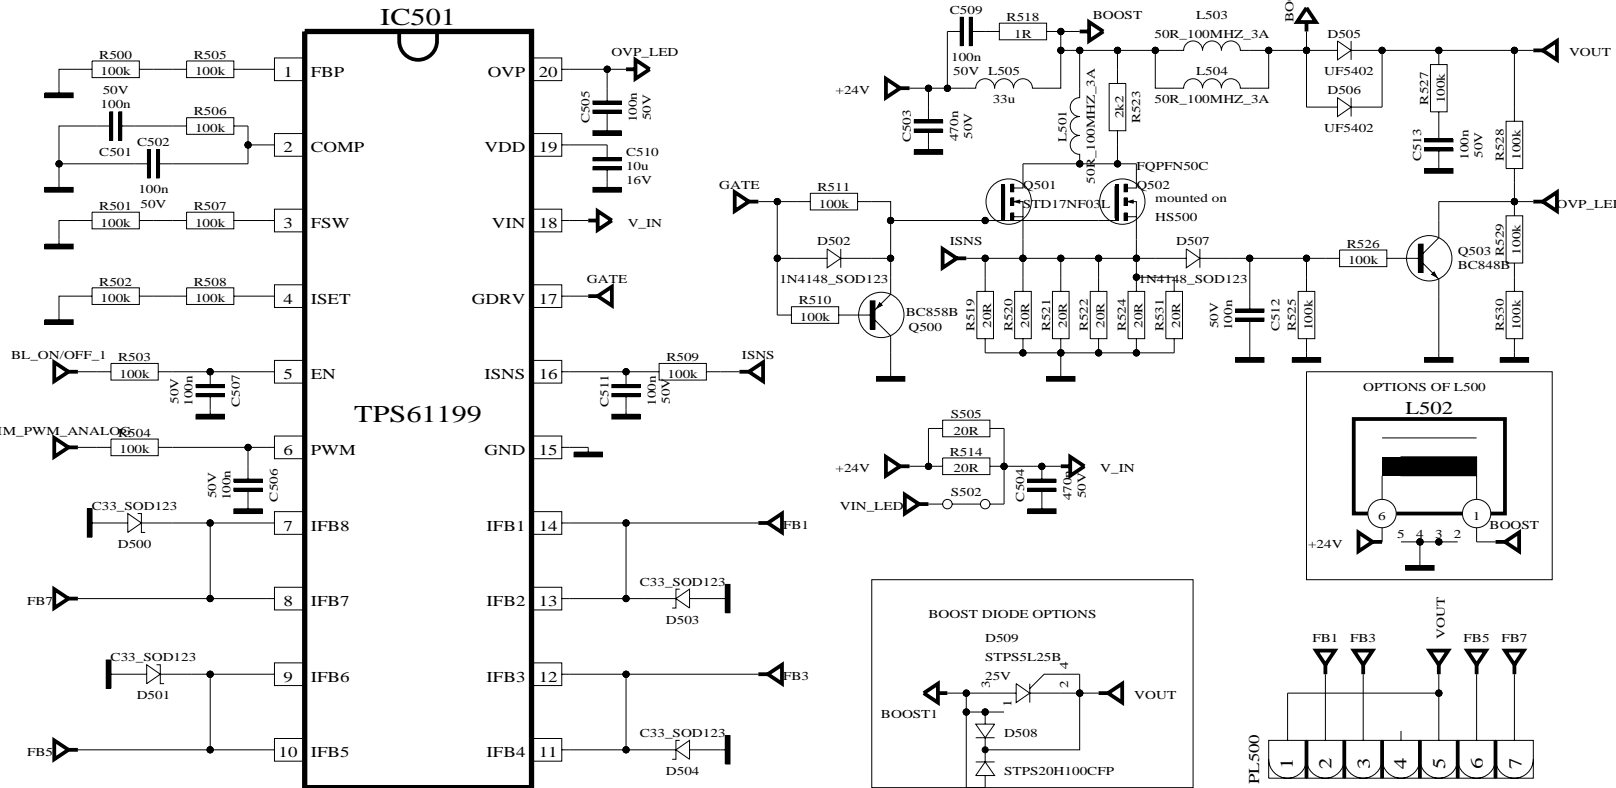 IC501
TPS61199
1 FBP
2 COMP
3 FSW
4 ISET
5 EN
6 PWM
7 IFB8
8 IFB7
9 IFB6
10 IFB5
OVP 20
VDD 19
VIN 18
GDRV 17
ISNS 16
GND 15
IFB1 14
IFB2 13
IFB3 12
IFB4 11
R500
100k
R505
100k
50V
100n
C501
R506
100k
C502
100n
50V
R501
100k
R507
100k
R502
100k
R508
100k
BL_ON/OFF_1
R503
100k
50V
100n
C507
IM_PWM_ANALOG
R504
100k
50V
100n
C506
C33_SOD123
D500
FB7
C33_SOD123
D501
FB5
OVP_LED
C505
100n
50V
C510
10u
16V
V_IN
GATE
R509
100k
ISNS
C511
100n
50V
FB1
C33_SOD123
D503
FB3
C33_SOD123
D504
C509
100n
50V
R518
1R
BOOST
+24V
L505
33u
C503
470n
50V
L501
50R_100MHZ_3A
2k2
R523
L503
50R_100MHZ_3A
L504
50R_100MHZ_3A
BO
D505
UF5402
D506
UF5402
R527
100k
C513
100n
50V
R528
100k
VOUT
OVP_LE
R529
100k
R530
100k
GATE
R511
100k
D502
1N4148_SOD123
R510
100k
BC858B
Q500
Q501
STD17NF03L
FQPFN50C
Q502
mounted on
HS500
ISNS
R519
20R
R520
20R
R521
20R
R522
20R
R524
20R
R531
20R
D507
1N4148_SOD123
50V
100n
C512
R525
100k
R526
100k
Q503
BC848B
S505
20R
+24V
R514
20R
VIN_LED
S502
C504
470n
50V
V_IN
OPTIONS OF L500
L502
6
1
+24V
5 4 3 2
BOOST
BOOST DIODE OPTIONS
D509
STPS5L25B
25V
3
1
4
2
BOOST1
VOUT
D508
STPS20H100CFP
FB1
FB3
VOUT
FB5
FB7
PL500
1 2 3 4 5 6 7